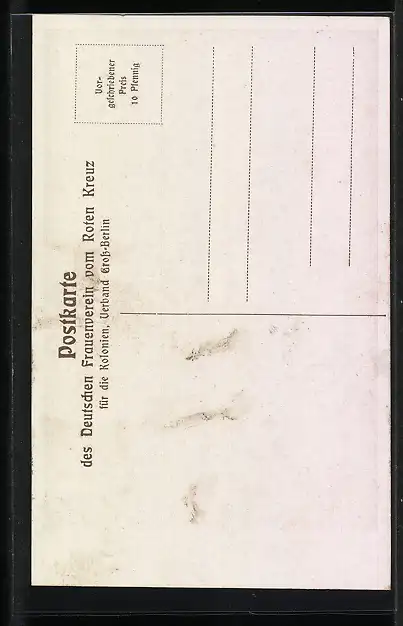 Postkarte
des Deutschen Frauenverein vom Roten Kreuz
für die Kolonien, Verband Groß-Berlin
Vor-
geschriebener
Preis
10 Pfennig